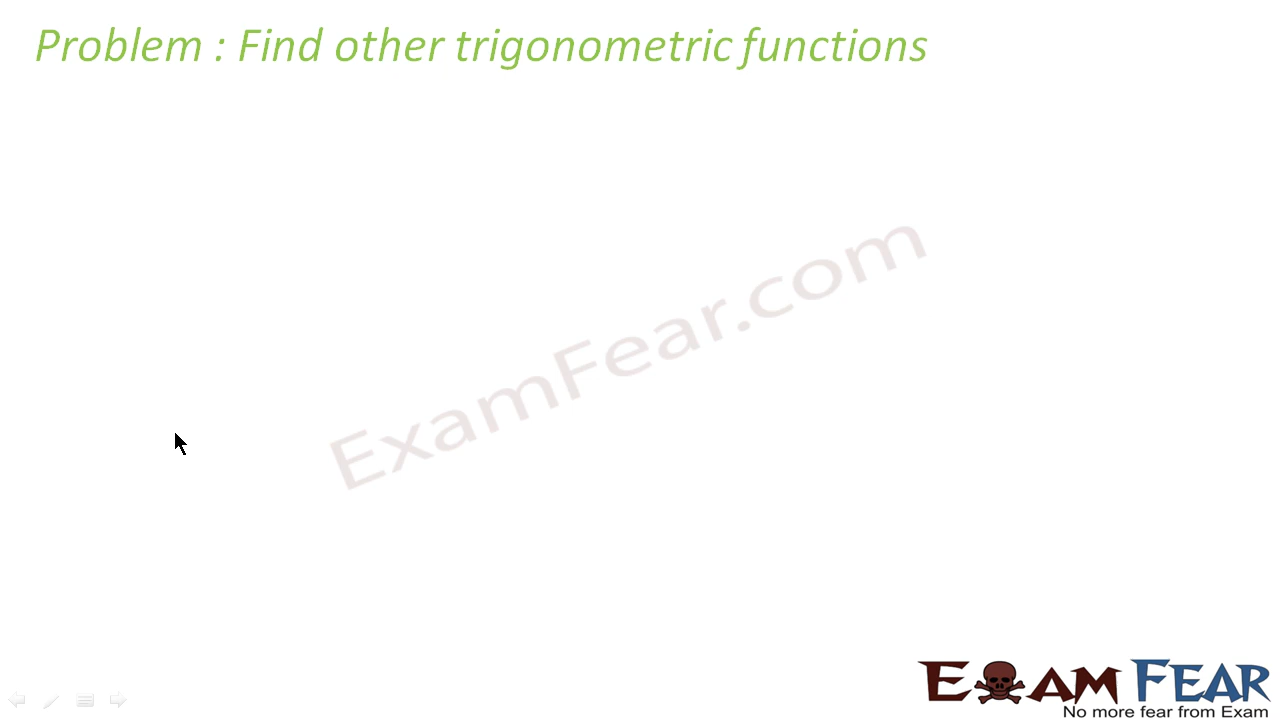 Problem : Find other trigonometric functions
ExamFear.com
EXAM FEAR
No more fear from Exam